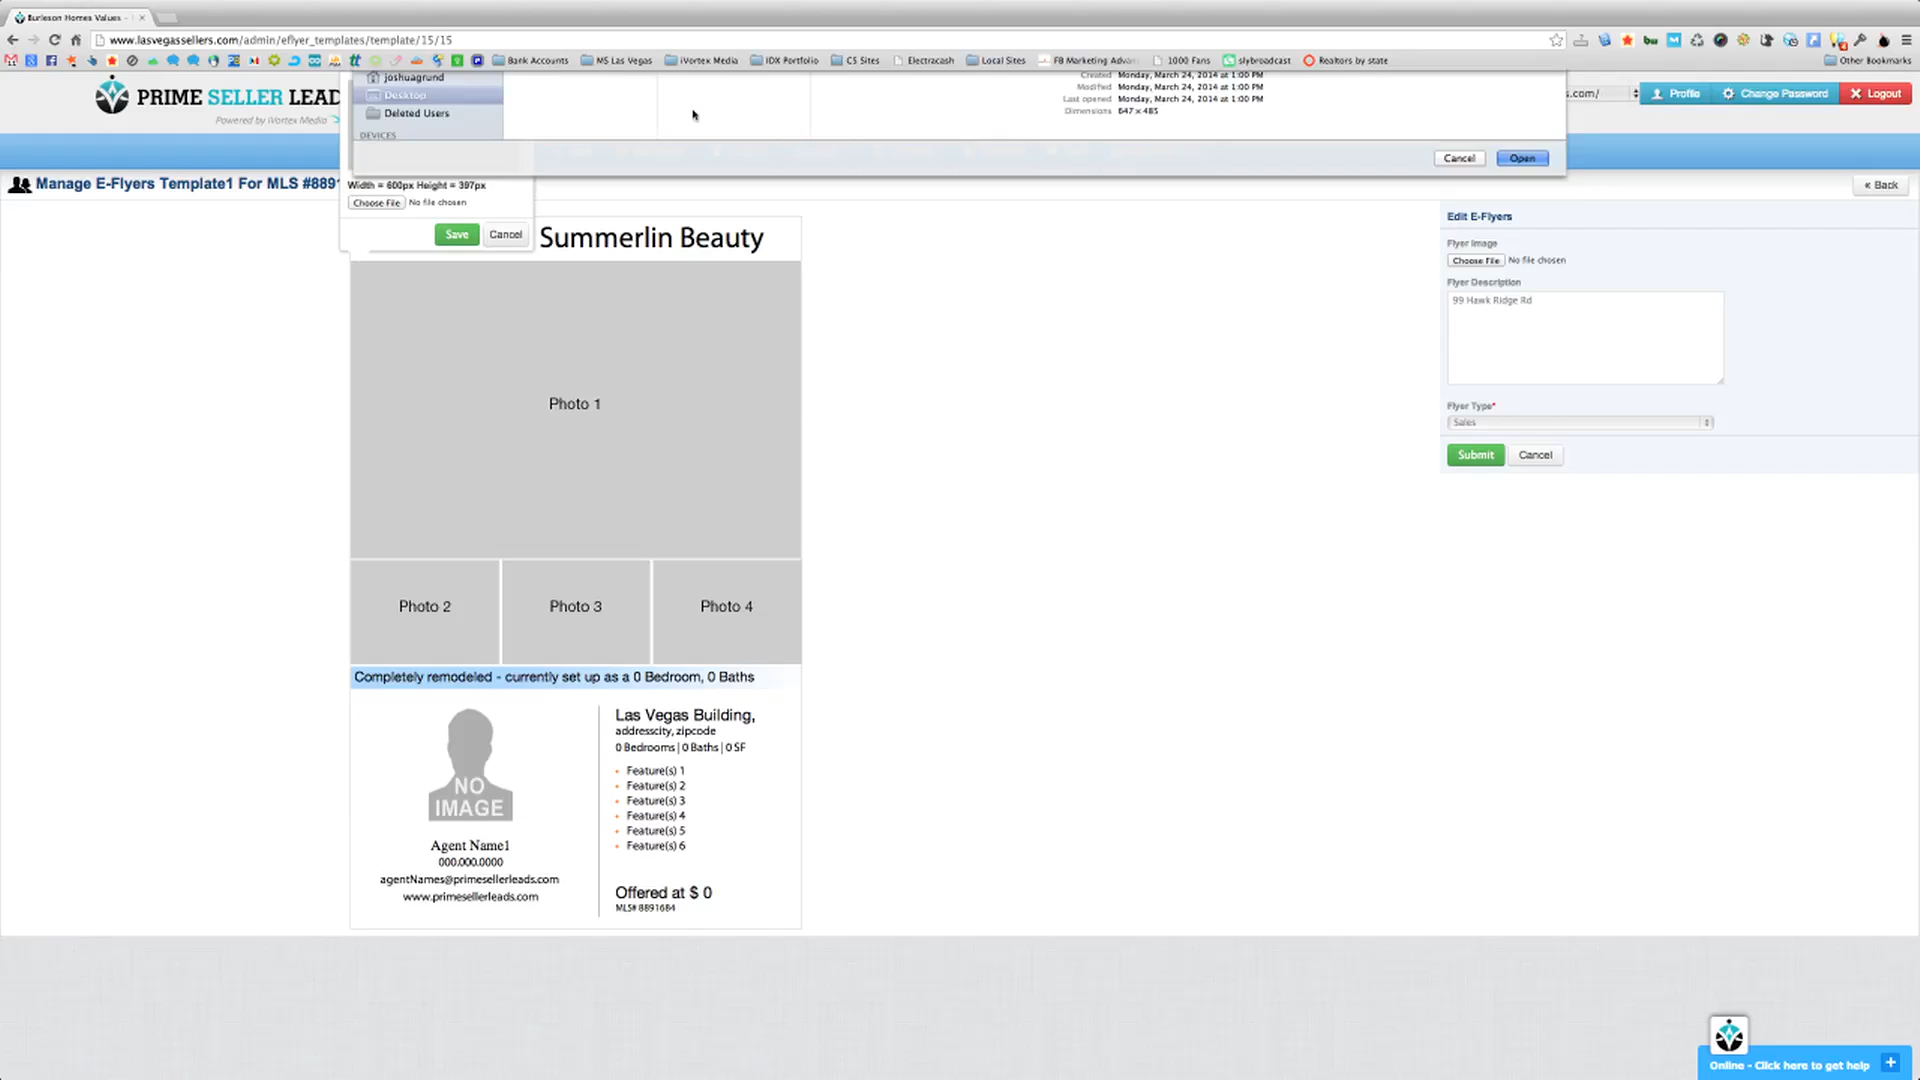 Burleson Homes Values -
www.lasvegassellers.com/admin/eflyer_templates/template/15/15
Bank Accounts
MS Las Vegas
iVortex Media
IDX Portfolio
CS Sites
Electracash
Local Sites
FB Marketing Advan
1000 Fans
slybroadcast
Realtors by state
Other Bookmarks
PRIME SELLER LEAD
Powered by iVortex Media
joshuagrund
Desktop
Deleted Users
DEVICES
Created Monday, March 24, 2014 at 1:00 PM
Modified Monday, March 24, 2014 at 1:00 PM
Last opened Monday, March 24, 2014 at 1:00 PM
Dimensions 647 × 485
s.com/
Profile
Change Password
Logout
Cancel
Open
Manage E-Flyers Template1 For MLS #889
« Back
Width = 600px Height = 397px
Choose File No file chosen
Save
Cancel
Summerlin Beauty
Photo 1
Photo 2
Photo 3
Photo 4
Completely remodeled - currently set up as a 0 Bedroom, 0 Baths
NO
IMAGE
Agent Name1
000.000.0000
agentNames@primesellerleads.com
www.primesellerleads.com
Las Vegas Building,
addresscity, zipcode
0 Bedrooms | 0 Baths | 0 SF
Feature(s) 1
Feature(s) 2
Feature(s) 3
Feature(s) 4
Feature(s) 5
Feature(s) 6
Offered at $ 0
MLS# 8891684
Edit E-Flyers
Flyer Image
Choose File No file chosen
Flyer Description
99 Hawk Ridge Rd
Flyer Type*
Sales
Submit
Cancel
Online - Click here to get help +